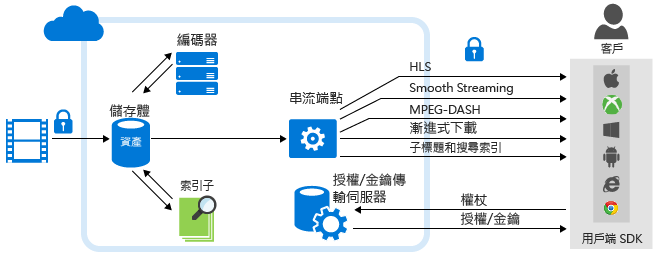 編碼器
客戶
HLS
儲存體
串流端點
Smooth Streaming
MPEG-DASH
資產
漸進式下載
子標題和搜尋索引
索引子
授權/金鑰傳
輸伺服器
權杖
授權/金鑰
用戶端 SDK